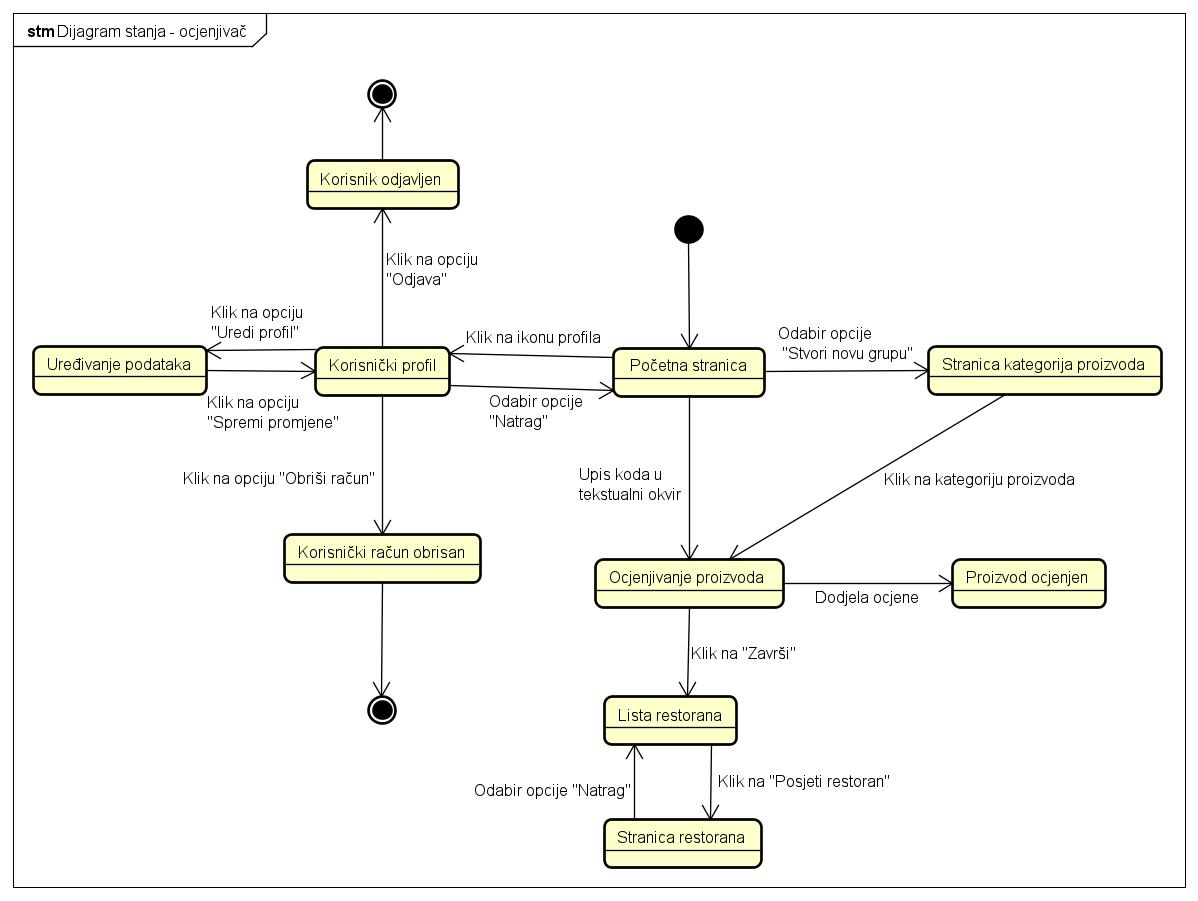 stm Dijagram stanja - ocjenjivač
Korisnik odjavljen
Klik na opciju
"Odjava"
Klik na opciju
"Uredi profil"
Klik na ikonu profila
Odabir opcije
"Stvori novu grupu"
Uređivanje podataka
Korisnički profil
Početna stranica
Stranica kategorija proizvoda
Klik na opciju
"Spremi promjene"
Odabir opcije
"Natrag"
Klik na opciju "Obriši račun"
Upis koda u
tekstualni okvir
Klik na kategoriju proizvoda
Korisnički račun obrisan
Ocjenjivanje proizvoda
Proizvod ocjenjen
Dodjela ocjene
Klik na "Završi"
Lista restorana
Odabir opcije "Natrag"
Klik na "Posjeti restoran"
Stranica restorana